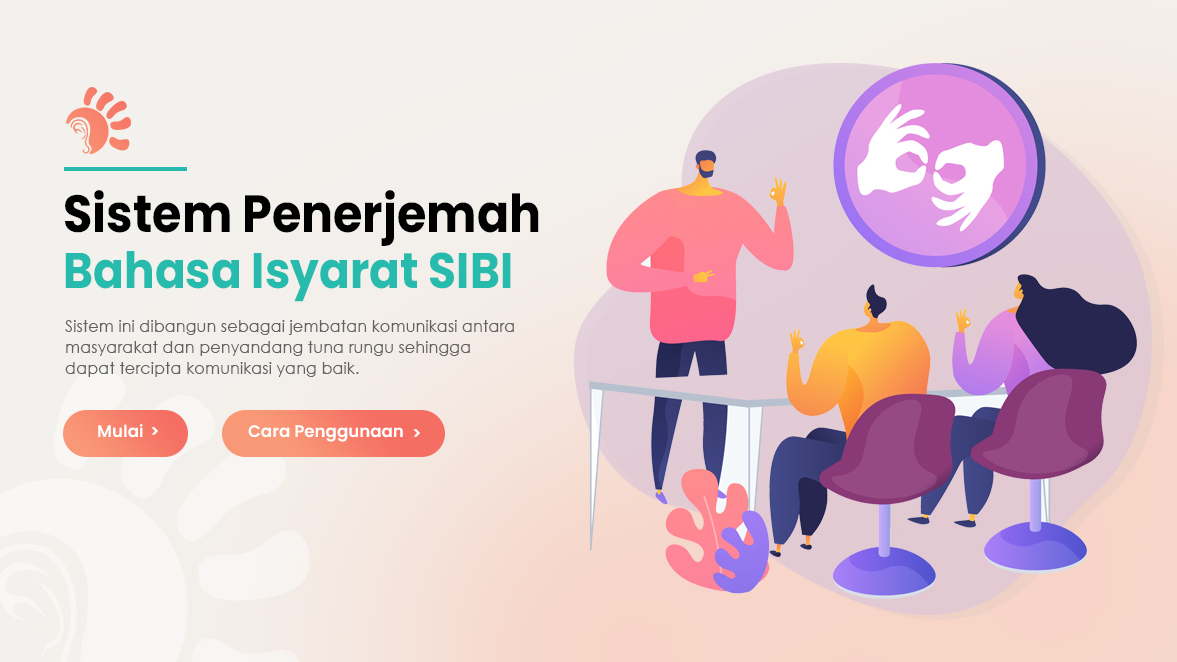 Sistem Penerjemah
Bahasa Isyarat SIBI
Sistem ini dibangun sebagai jembatan komunikasi antara
masyarakat dan penyandang tuna rungu sehingga
dapat tercipta komunikasi yang baik.
Mulai >
Cara Penggunaan >